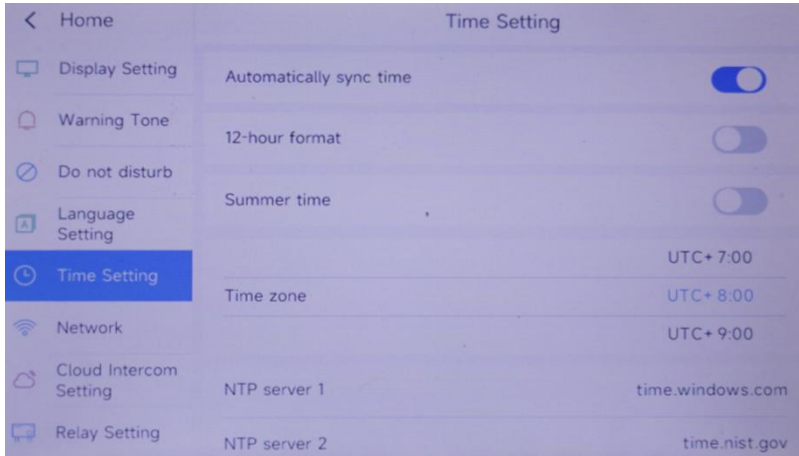 Home
Time Setting
Display Setting
Warning Tone
Do not disturb
Language
Setting
Time Setting
Network
Cloud Intercom
Setting
Relay Setting
Automatically sync time
12-hour format
Summer time
UTC+ 7:00
Time zone
UTC+ 8:00
UTC+ 9:00
NTP server 1
time.windows.com
NTP server 2
time.nist.gov